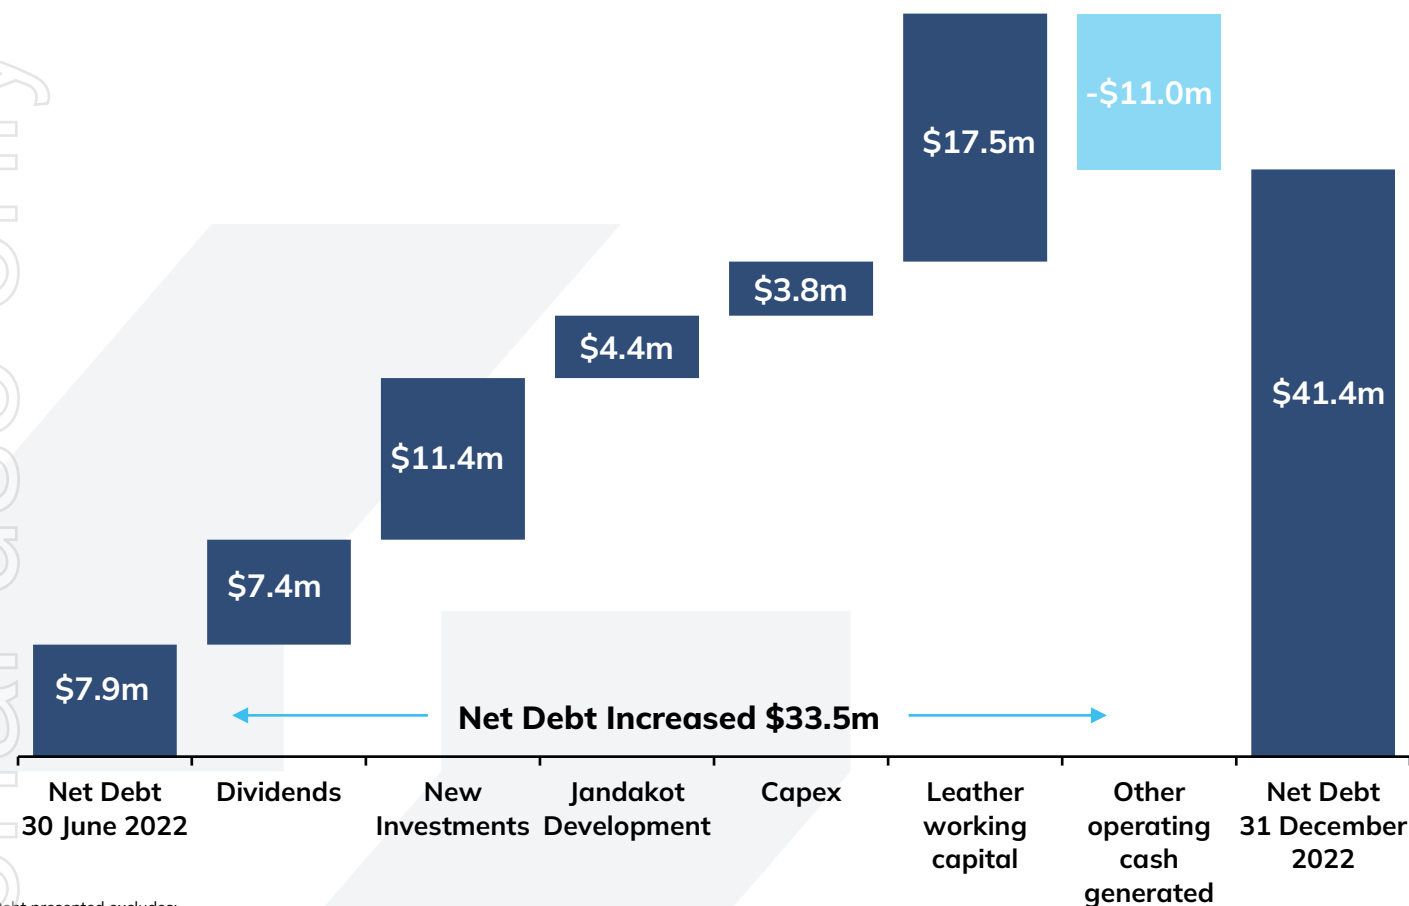 -$11.0m
$17.5m
$3.8m
$4.4m
$41.4m
$11.4m
$7.4m
$7.9m
Net Debt Increased $33.5m
Net Debt
30 June 2022
Dividends
New
Investments
Jandakot
Development
Capex
Leather
working
capital
Other
operating
cash
generated
Net Debt
31 December
2022
presented excludes: